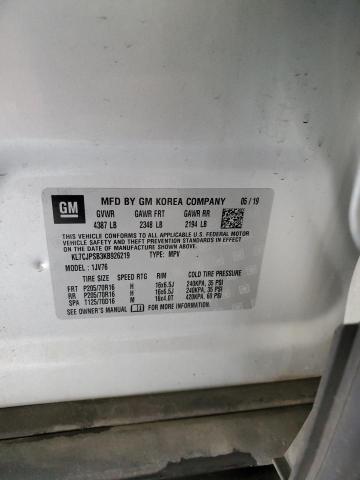 GM
MFD BY GM KOREA COMPANY 06/19
GVWR GAWR FRT GAWR RR
4387 LB 2348 LB 2194 LB
THIS VEHICLE CONFORMS TO ALL APPLICABLE U.S. FEDERAL MOTOR
VEHICLE SAFETY AND THEFT PREVENTION STANDARDS IN EFFECT ON THE
DATE OF MANUFACTURE SHOWN ABOVE.
KL7CJPSB3KB926219 TYPE: MPV
MODEL: 1JV76
TIRE SIZE SPEED RTG RIM COLD TIRE PRESSURE
FRT P205/70R16 H 16x6.5J 240KPA, 35 PSI
RR P205/70R16 H 16x6.5J 240KPA, 35 PSI
SPA T125/70D16 M 16x4.0T 420KPA, 60 PSI
SEE OWNER'S MANUAL FOR MORE INFORMATION.